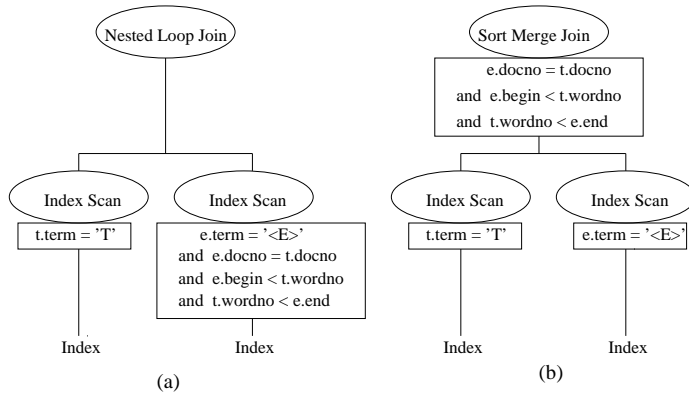 Nested Loop Join
Index Scan
t.term = 'T'
Index
Index Scan
e.term = '<E>'
and e.docno = t.docno
and e.begin < t.wordno
and t.wordno < e.end
Index
(a)
Sort Merge Join
e.docno = t.docno
and e.begin < t.wordno
and t.wordno < e.end
Index Scan
t.term = 'T'
Index
Index Scan
e.term = '<E>'
Index
(b)